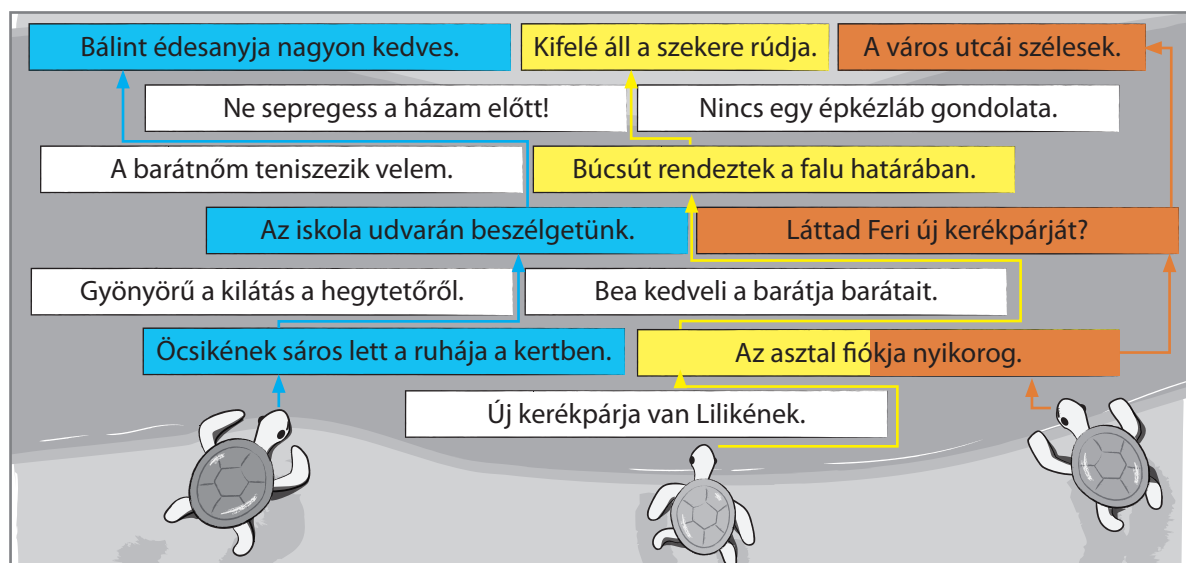 Bálint édesanyja nagyon kedves.
Kifelé áll a szekere rúdja.
A város utcái szélesek.
Ne sepregess a házam előtt!
Nincs egy épkézláb gondolata.
A barátnőm teniszezik velem.
Búcsút rendeztek a falu határában.
Az iskola udvarán beszélgetünk.
Láttad Feri új kerékpárját?
Gyönyörű a kilátás a hegytetőről.
Bea kedveli a barátja barátait.
Öcsikének sáros lett a ruhája a kertben.
Az asztal fiókja nyikorog.
Új kerékpárja van Lilikének.